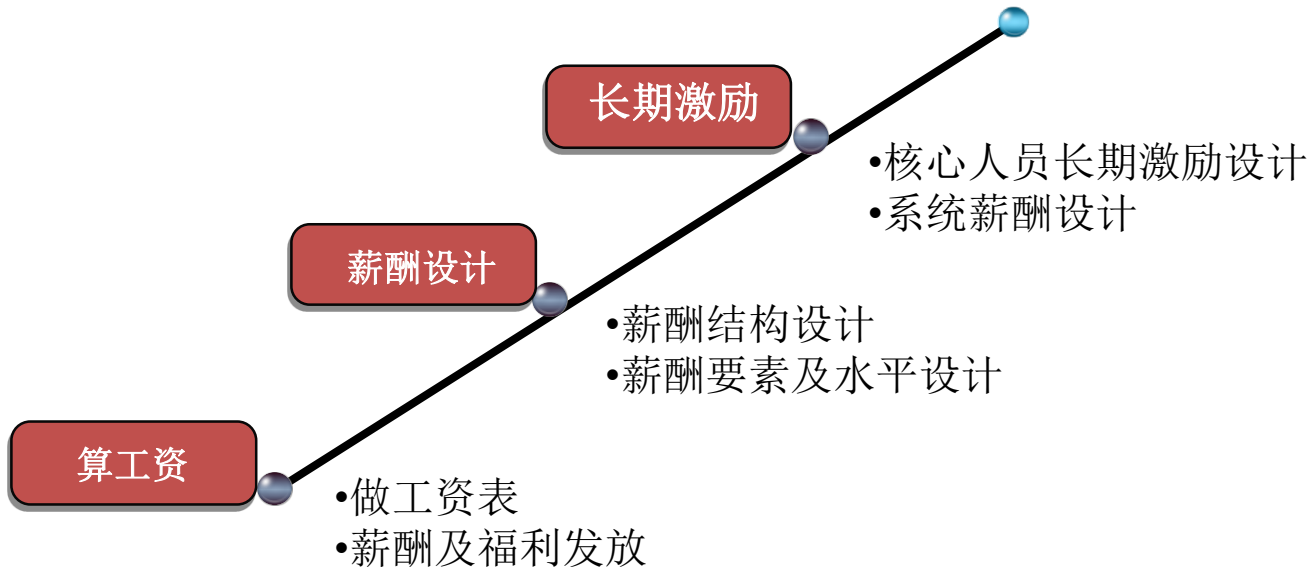 长期激励
•核心人员长期激励设计
•系统薪酬设计
薪酬设计
•薪酬结构设计
•薪酬要素及水平设计
算工资
•做工资表
•薪酬及福利发放